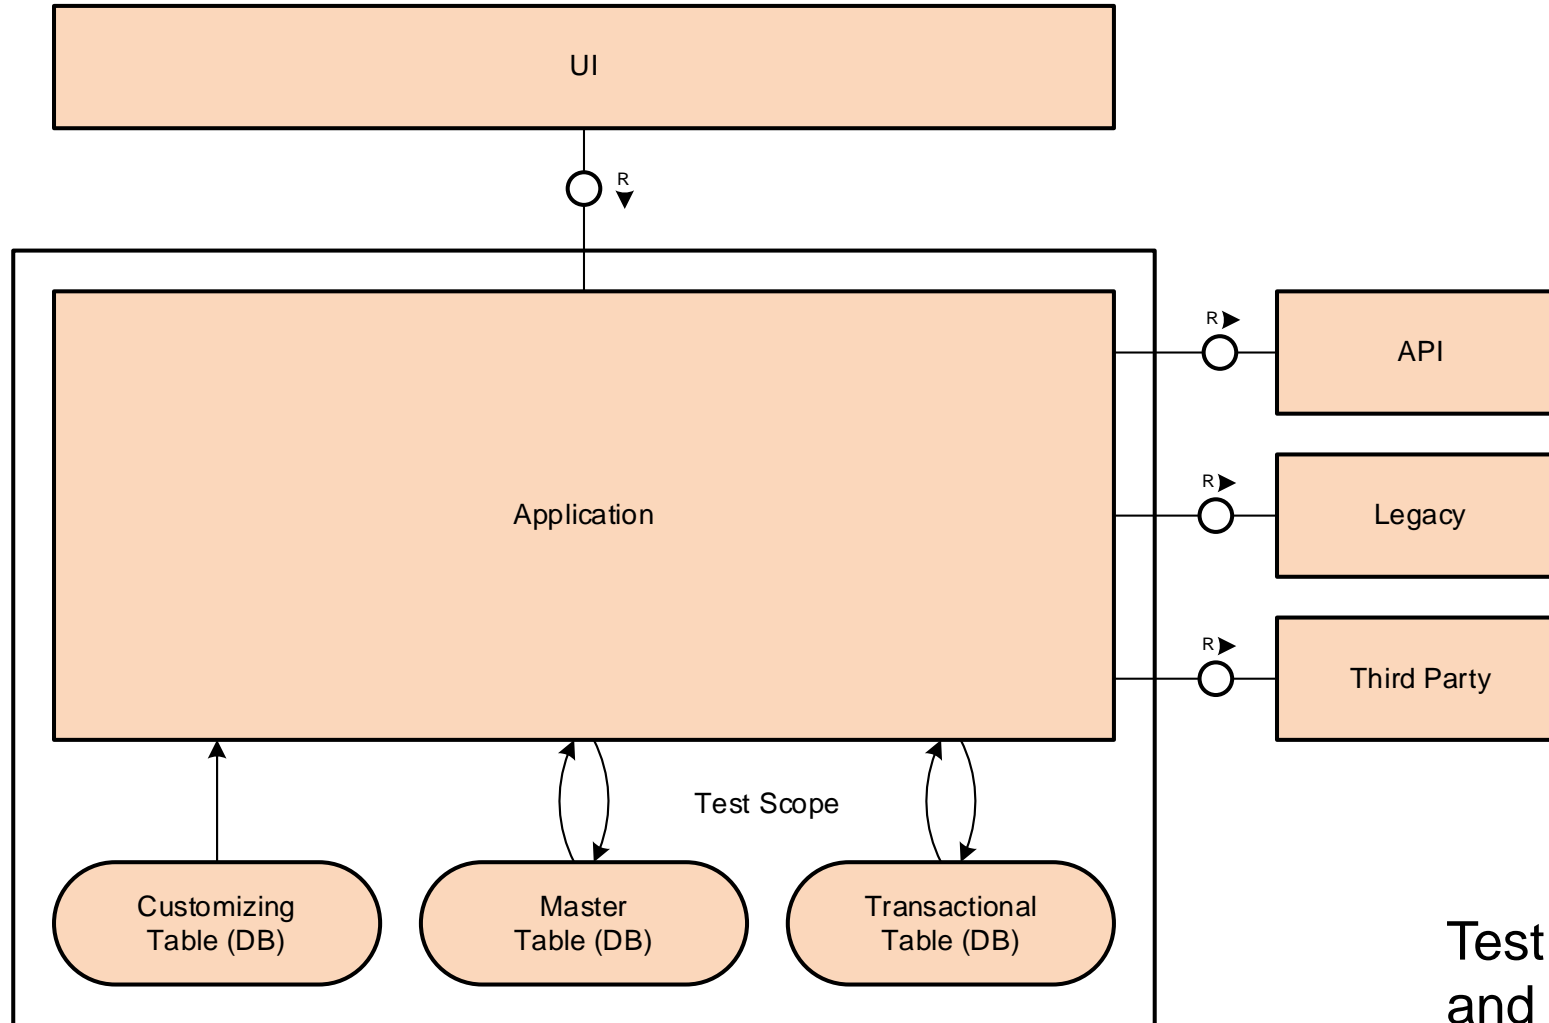 UI
R
R
API
Application
R
Legacy
R
Third Party
Test Scope
Customizing
Table (DB)
Master
Table (DB)
Transactional
Table (DB)
Test
and